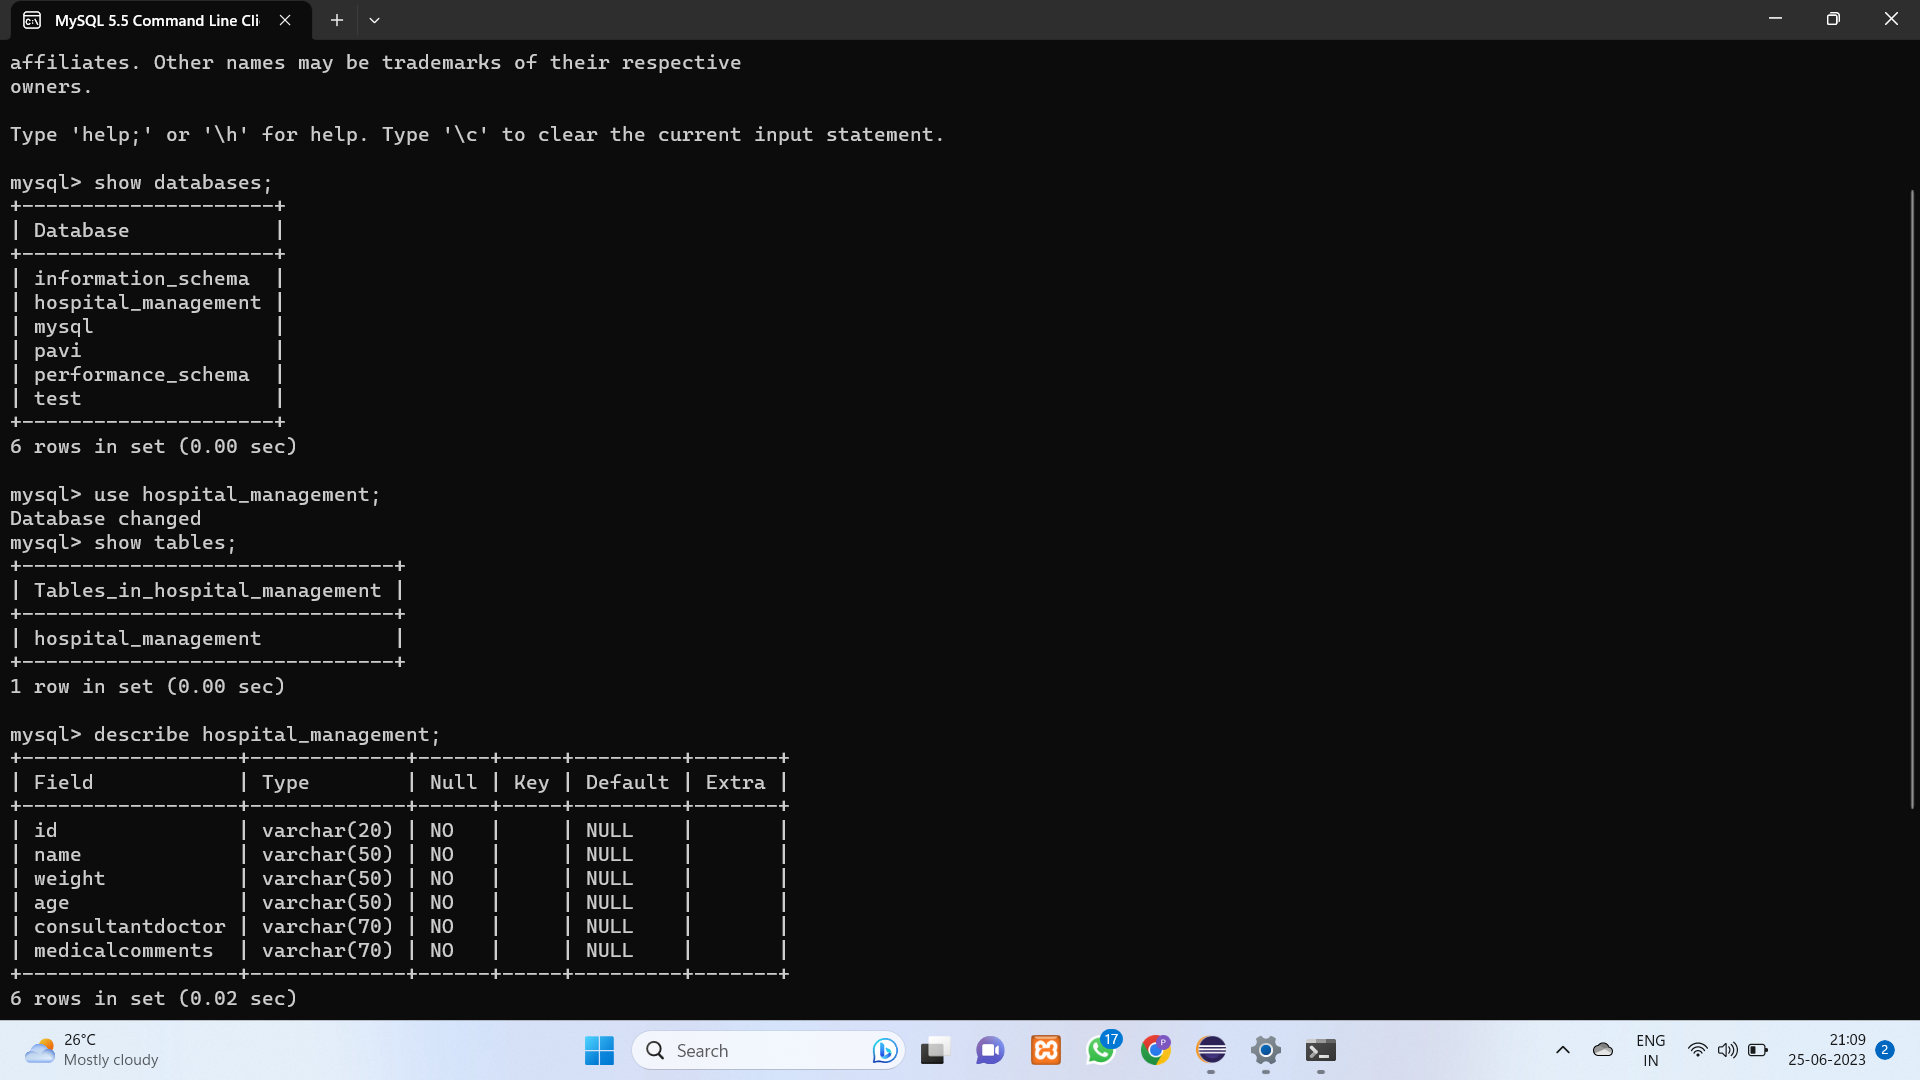 MySQL 5.5 Command Line Cli
affiliates. Other names may be trademarks of their respective
owners.
Type 'help;' or '\h' for help. Type '\c' to clear the current input statement.
mysql> show databases;
+---------------------+
| Database            |
+---------------------+
| information_schema  |
| hospital_management |
| mysql               |
| pavi                |
| performance_schema  |
| test                |
+---------------------+
6 rows in set (0.00 sec)
mysql> use hospital_management;
Database changed
mysql> show tables;
+-------------------------------+
| Tables_in_hospital_management |
+-------------------------------+
| hospital_management           |
+-------------------------------+
1 row in set (0.00 sec)
mysql> describe hospital_management;
+------------------+-------------+------+-----+---------+-------+
| Field            | Type        | Null | Key | Default | Extra |
+------------------+-------------+------+-----+---------+-------+
| id               | varchar(20) | NO   |     | NULL    |       |
| name             | varchar(50) | NO   |     | NULL    |       |
| weight           | varchar(50) | NO   |     | NULL    |       |
| age              | varchar(50) | NO   |     | NULL    |       |
| consultantdoctor | varchar(70) | NO   |     | NULL    |       |
| medicalcomments  | varchar(70) | NO   |     | NULL    |       |
+------------------+-------------+------+-----+---------+-------+
6 rows in set (0.02 sec)
26°C
Mostly cloudy
Search
17
P
ENG
IN
21:09
25-06-2023
2